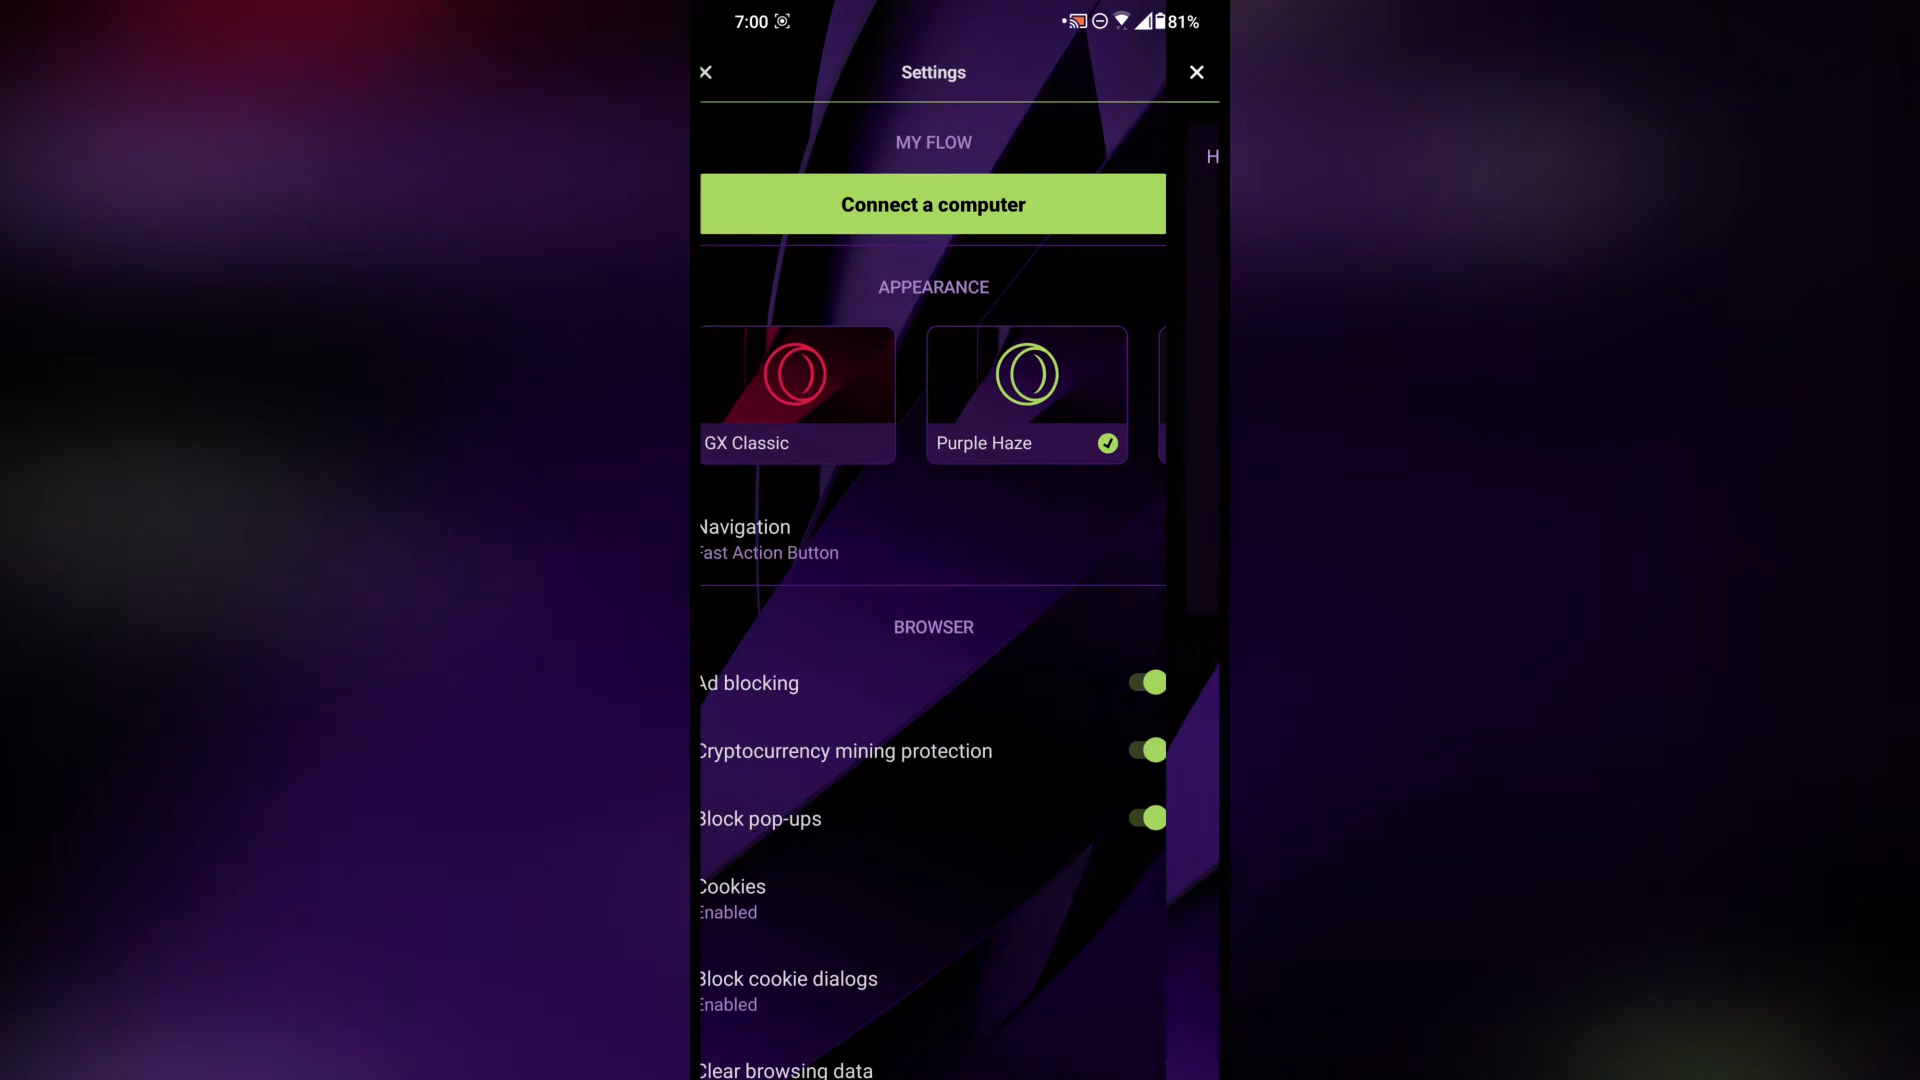 7:00 81%
Settings
H
MY FLOW
Connect a computer
APPEARANCE
GX Classic
Purple Haze
Navigation
Fast Action Button
BROWSER
Ad blocking
Cryptocurrency mining protection
Block pop-ups
Cookies
Enabled
Block cookie dialogs
Enabled
Clear browsing data